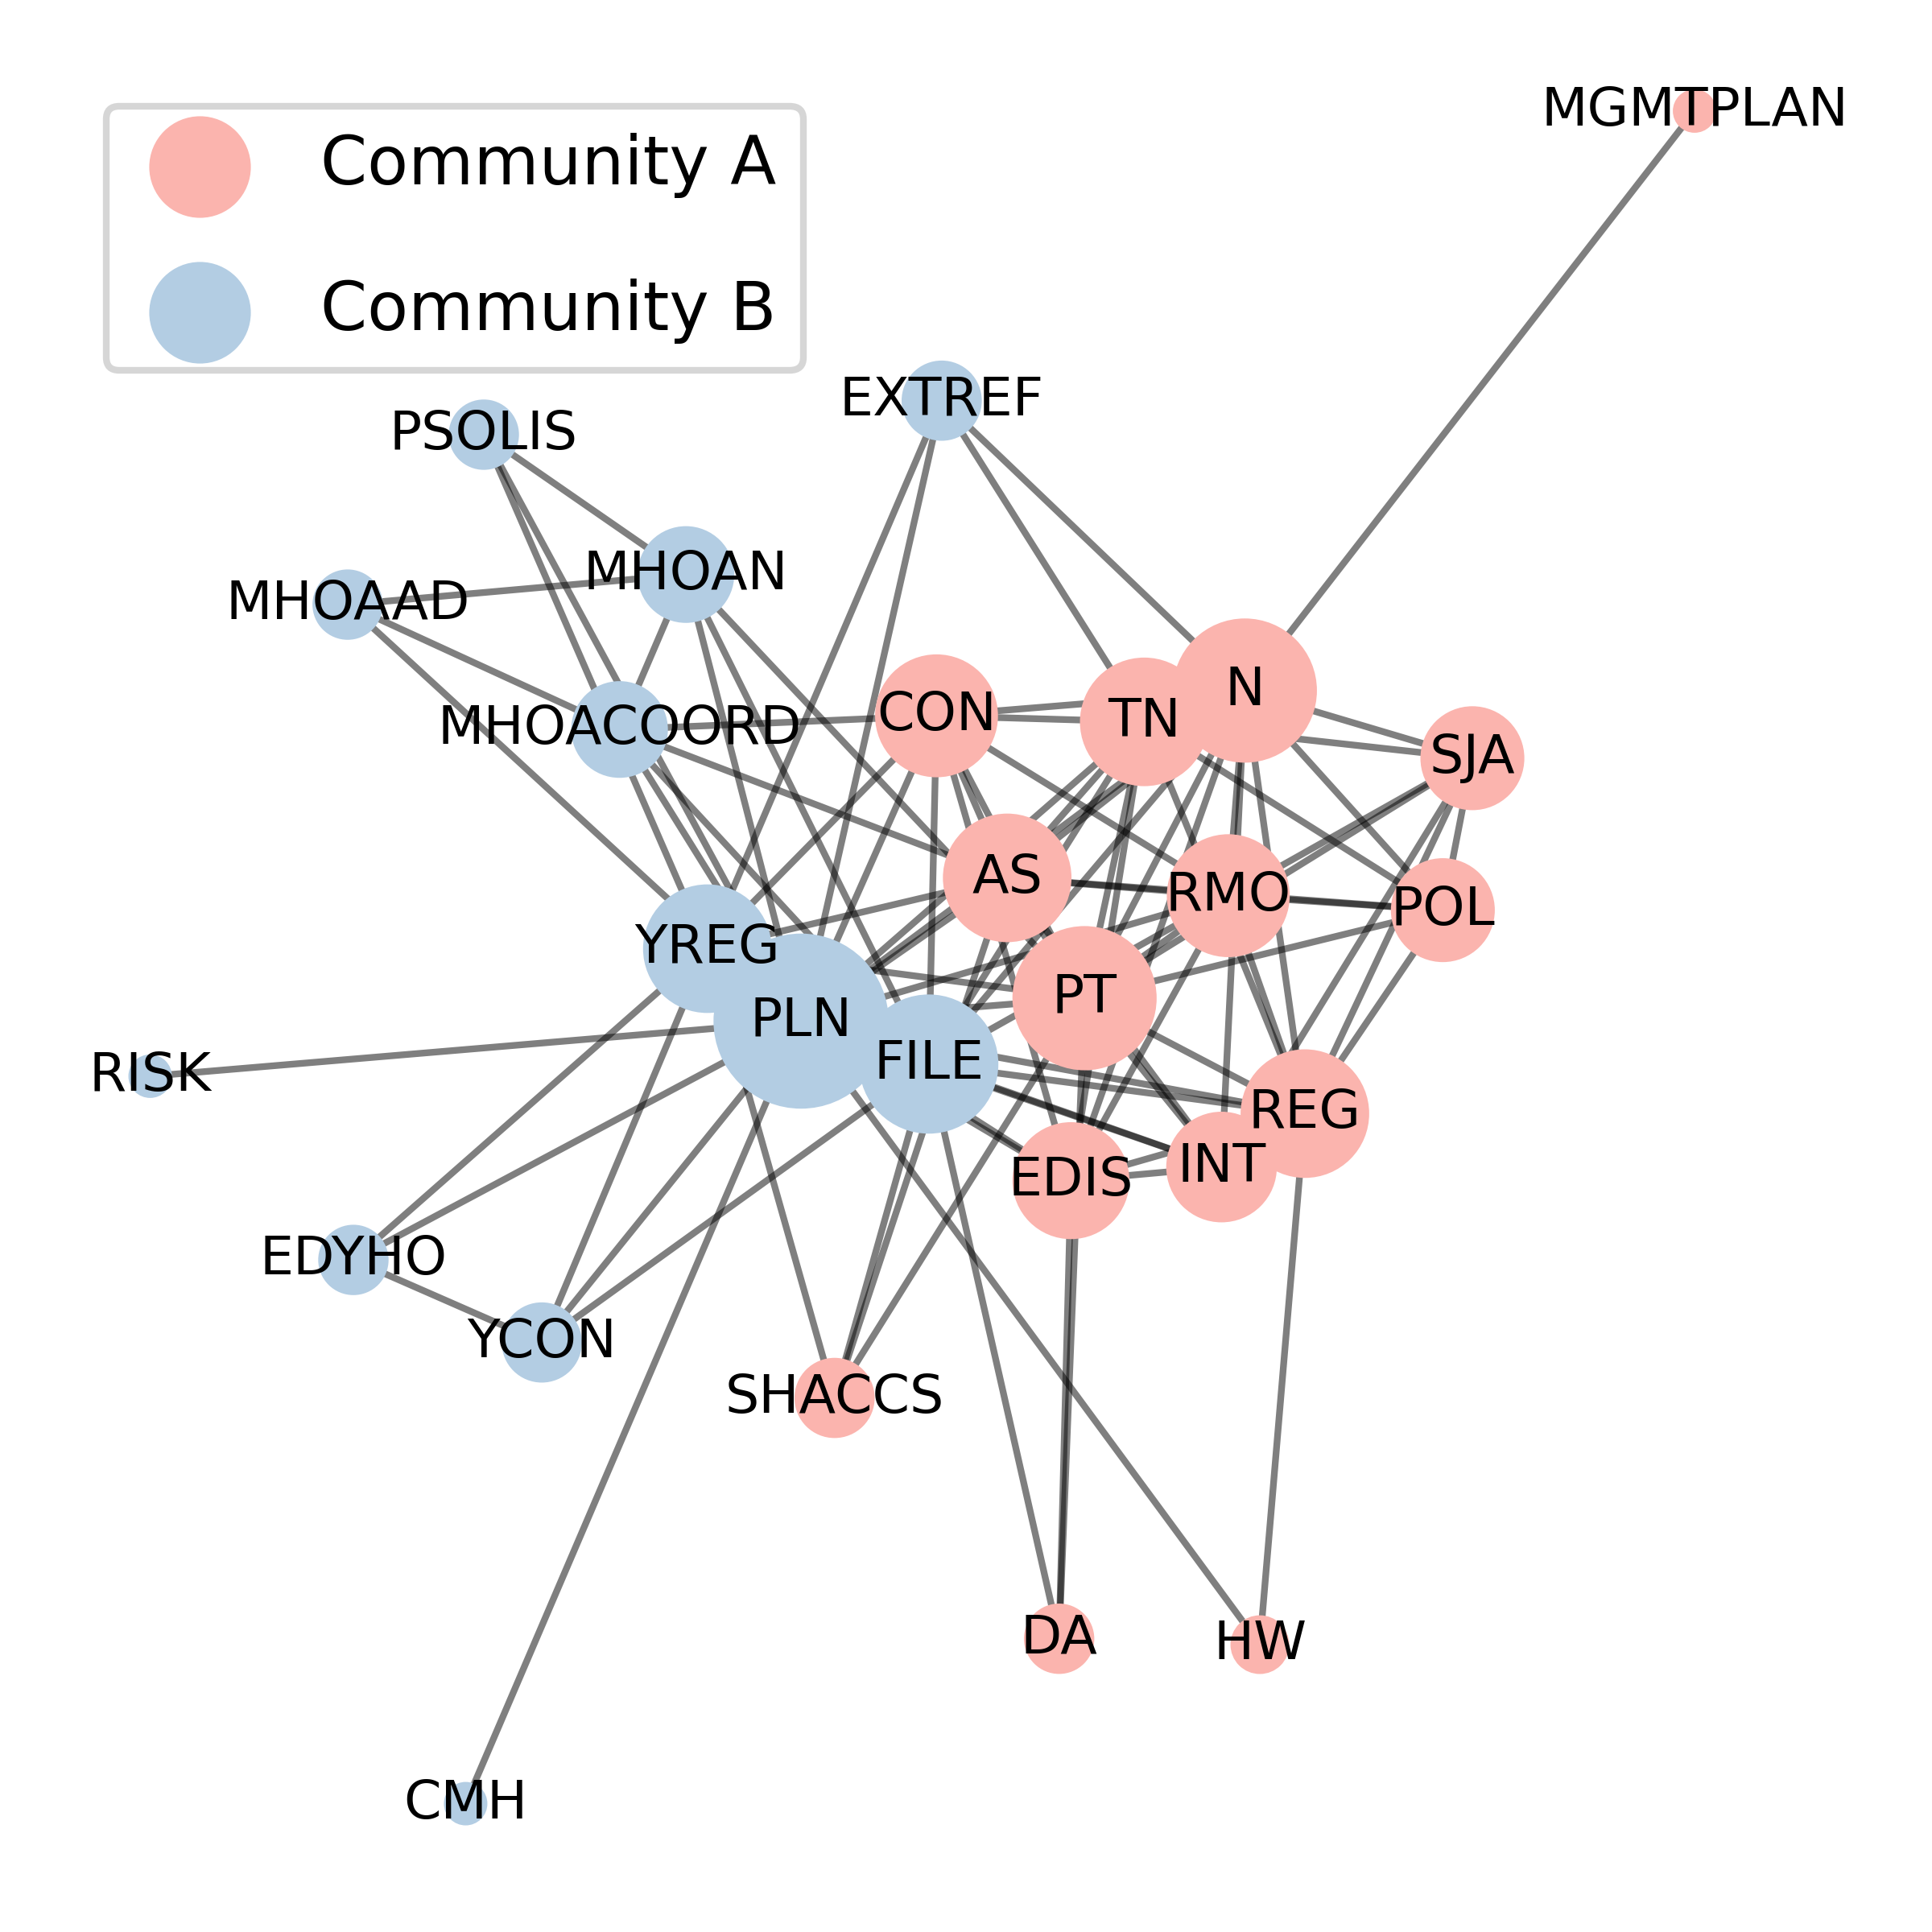 MGMTPLAN
Community A
Community B
EXTREF
PSOLIS
MHOAN
MHOAAD
N
CON
TN
MHOACOORD
SJA
AS
RMO
POL
YREG
PT
PLN
FILE
RISK
REG
INT
EDIS
EDYHO
YCON
SHACCS
DA
HW
CMH